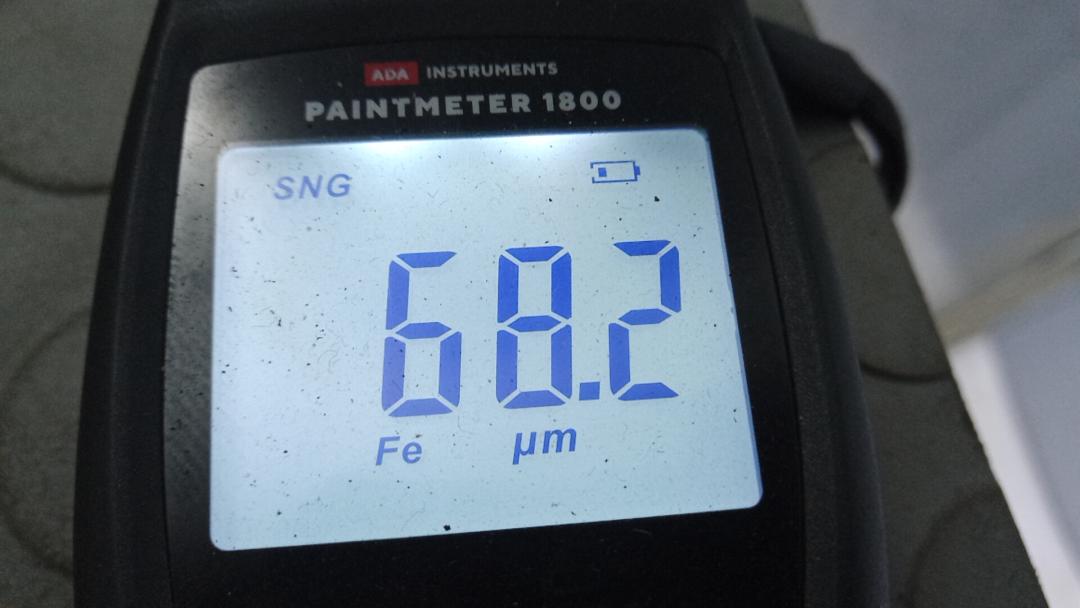 ADA INSTRUMENTS
PAINTMETER 1800
SNG
68.2
Fe μm